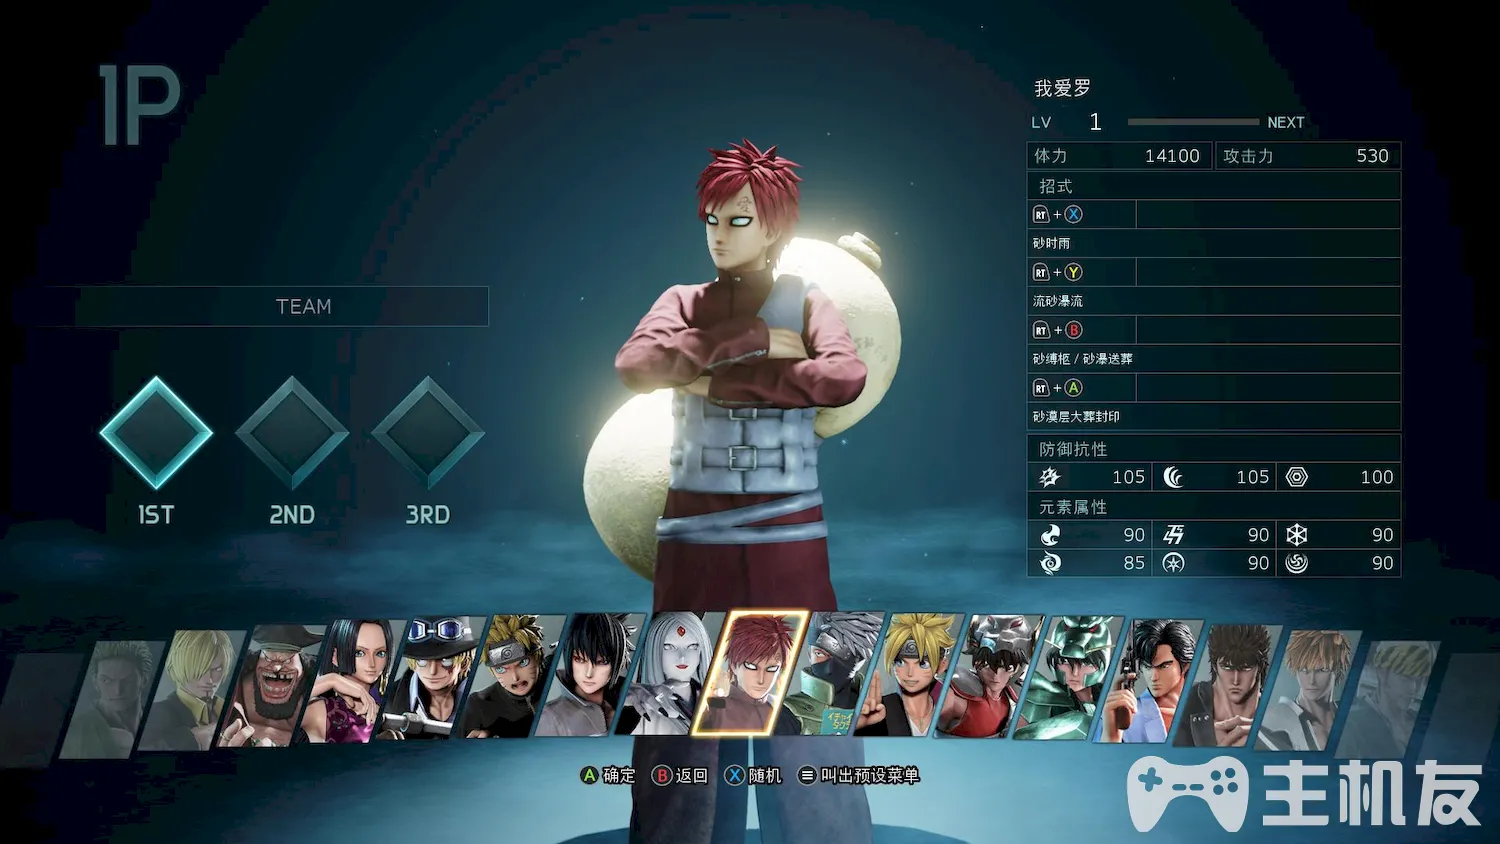 1P
TEAM
1ST 2ND 3RD
我爱罗
LV 1 NEXT
体力 14100 攻击力 530
招式
RT + X
砂时雨
RT + Y
流砂瀑流
RT + B
砂缚柩 / 砂瀑送葬
RT + A
砂漠层大葬封印
防御抗性
105 105 100
元素属性
90 90 90
85 90 90
A 确定 B 返回 X 随机 叫出预设菜单
主机友